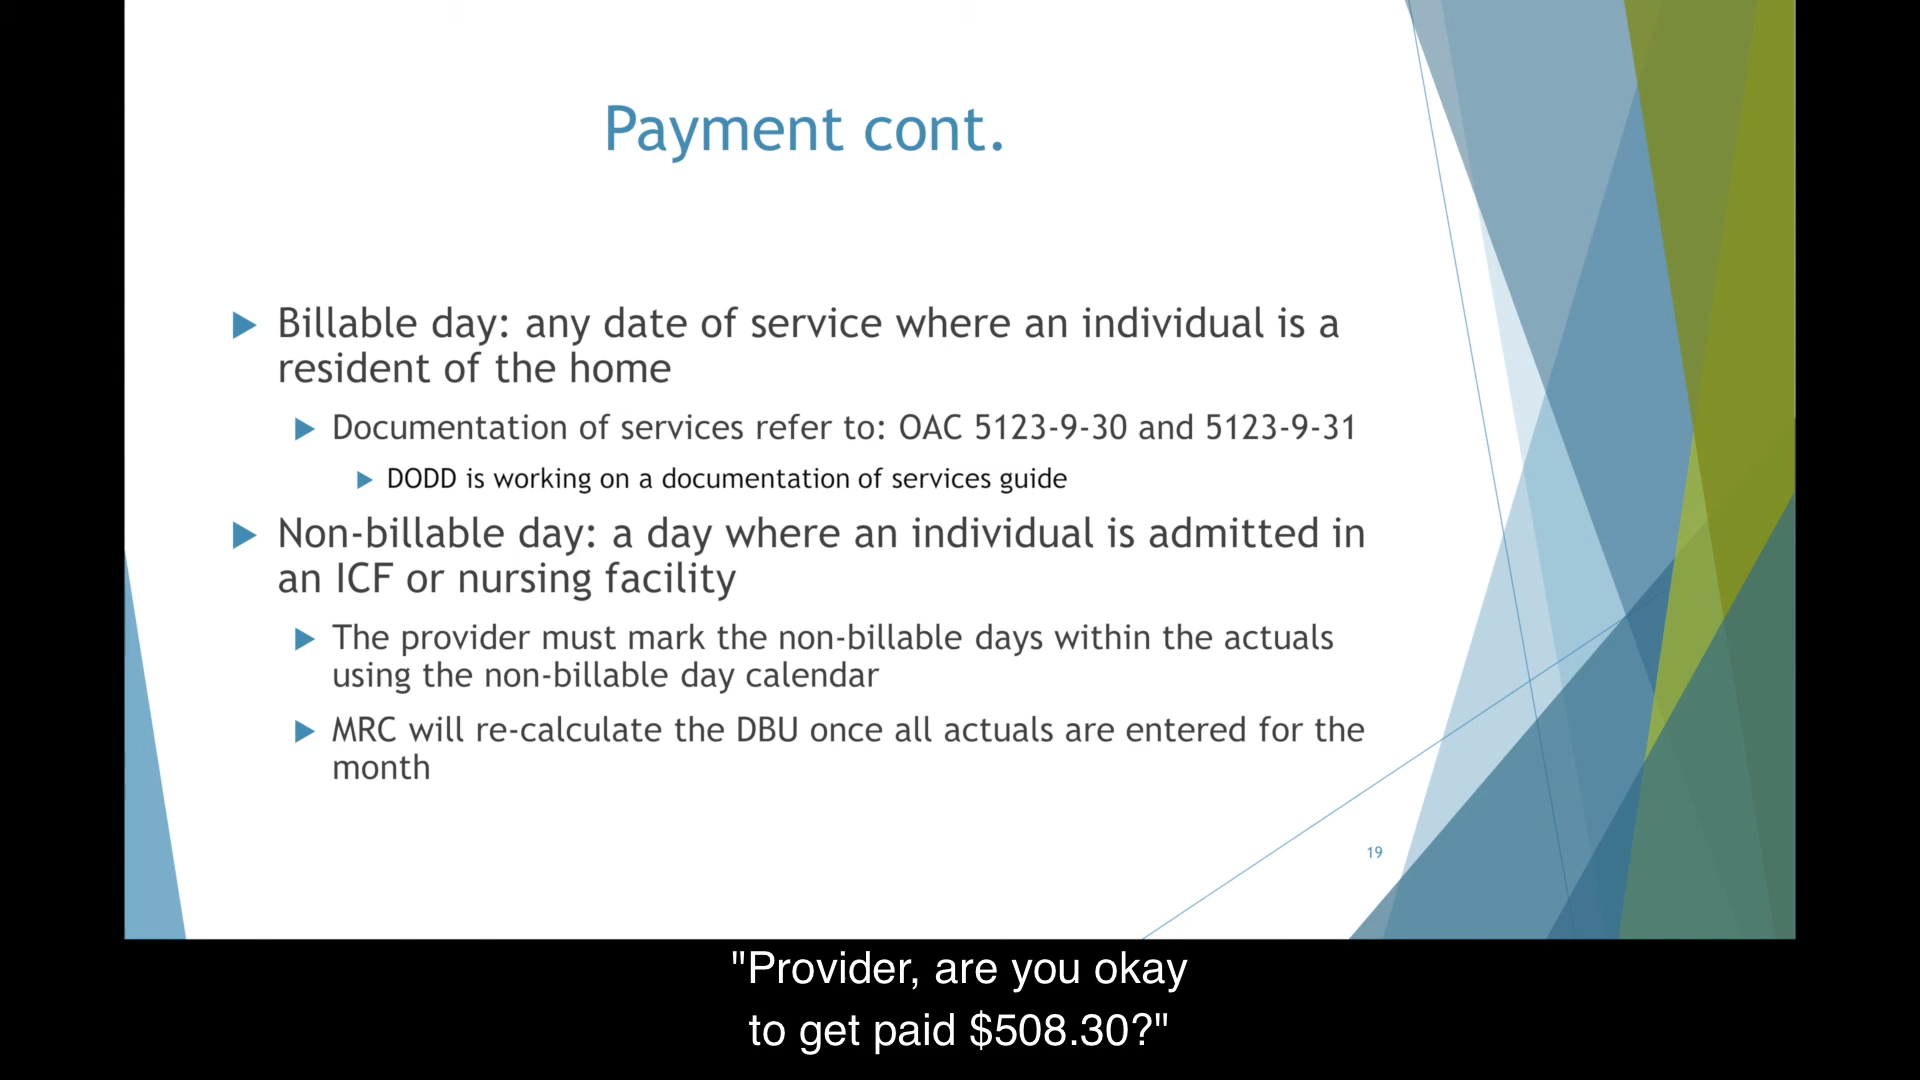 Payment cont.
Billable day: any date of service where an individual is a
resident of the home
Documentation of services refer to: OAC 5123-9-30 and 5123-9-31
DODD is working on a documentation of services guide
Non-billable day: a day where an individual is admitted in
an ICF or nursing facility
The provider must mark the non-billable days within the actuals
using the non-billable day calendar
MRC will re-calculate the DBU once all actuals are entered for the
month
19
"Provider, are you okay
to get paid $508.30?"